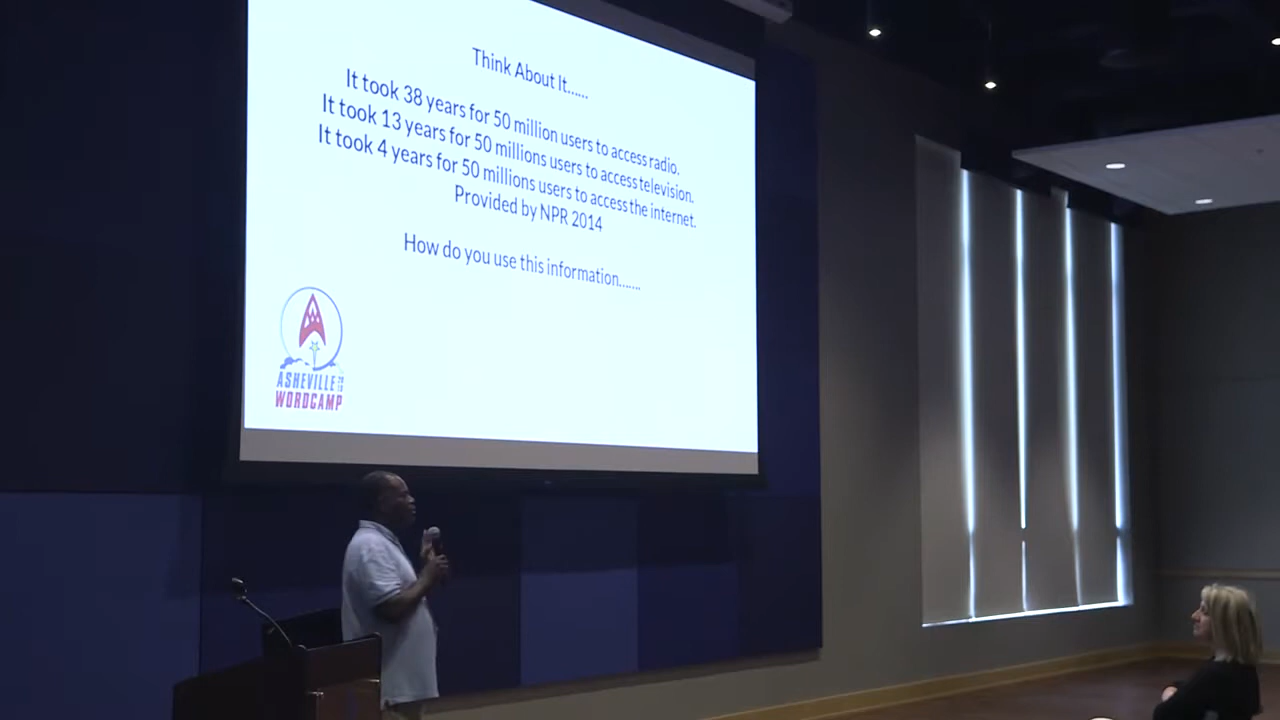 Think About It......
It took 38 years for 50 million users to access radio.
It took 13 years for 50 millions users to access television.
It took 4 years for 50 millions users to access the internet.
Provided by NPR 2014
How do you use this information.......
ASHEVILLE
WORDCAMP